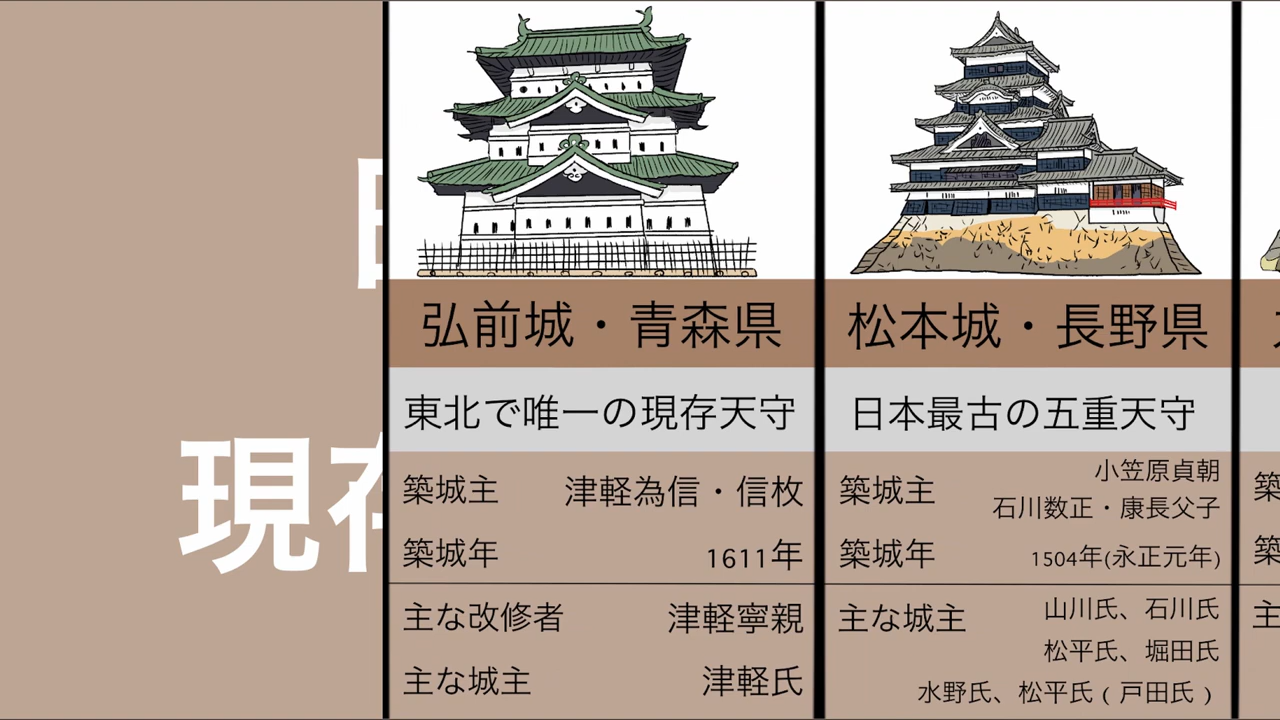 現存
弘前城・青森県
東北で唯一の現存天守
築城主 津軽為信・信枚
築城年 1611年
主な改修者 津軽寧親
主な城主 津軽氏
松本城・長野県
日本最古の五重天守
築城主 小笠原貞朝
石川数正・康長父子
築城年 1504年(永正元年)
主な城主 山川氏、石川氏
松平氏、堀田氏
水野氏、松平氏(戸田氏)
築
築
主